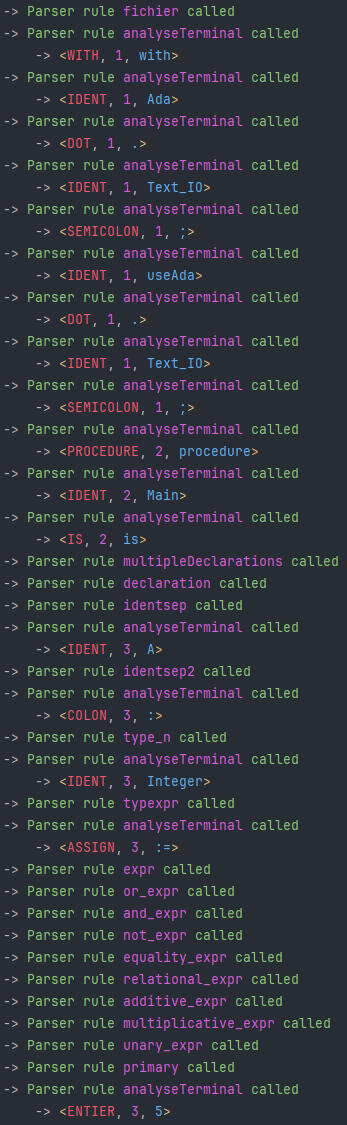 -> Parser rule fichier called
-> Parser rule analyseTerminal called
-> <WITH, 1, with>
-> Parser rule analyseTerminal called
-> <IDENT, 1, Ada>
-> Parser rule analyseTerminal called
-> <DOT, 1, .>
-> Parser rule analyseTerminal called
-> <IDENT, 1, Text_IO>
-> Parser rule analyseTerminal called
-> <SEMICOLON, 1, ;>
-> Parser rule analyseTerminal called
-> <IDENT, 1, useAda>
-> Parser rule analyseTerminal called
-> <DOT, 1, .>
-> Parser rule analyseTerminal called
-> <IDENT, 1, Text_IO>
-> Parser rule analyseTerminal called
-> <SEMICOLON, 1, ;>
-> Parser rule analyseTerminal called
-> <PROCEDURE, 2, procedure>
-> Parser rule analyseTerminal called
-> <IDENT, 2, Main>
-> Parser rule analyseTerminal called
-> <IS, 2, is>
-> Parser rule multipleDeclarations called
-> Parser rule declaration called
-> Parser rule identsep called
-> Parser rule analyseTerminal called
-> <IDENT, 3, A>
-> Parser rule identsep2 called
-> Parser rule analyseTerminal called
-> <COLON, 3, :>
-> Parser rule type_n called
-> Parser rule analyseTerminal called
-> <IDENT, 3, Integer>
-> Parser rule typexpr called
-> Parser rule analyseTerminal called
-> <ASSIGN, 3, :=>
-> Parser rule expr called
-> Parser rule or_expr called
-> Parser rule and_expr called
-> Parser rule not_expr called
-> Parser rule equality_expr called
-> Parser rule relational_expr called
-> Parser rule additive_expr called
-> Parser rule multiplicative_expr called
-> Parser rule unary_expr called
-> Parser rule primary called
-> Parser rule analyseTerminal called
-> <ENTIER, 3, 5>